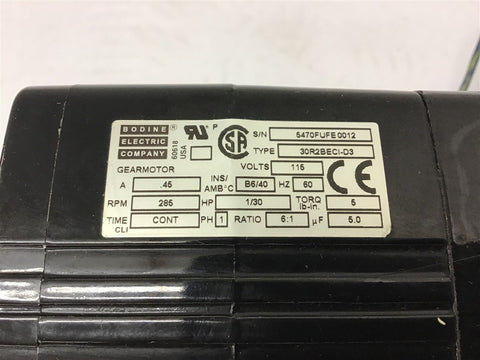 BODINE ® P S/N 5470FUFE0012
ELECTRIC 60618 USA TYPE 30R2BECI-D3
COMPANY
GEARMOTOR VOLTS 115
A .45 INS/ AMB°C B6/40 HZ 60
RPM 285 HP 1/30 TORQ lb-in. 5
TIME CONT PH 1 RATIO 6:1 µF 5.0
CLI